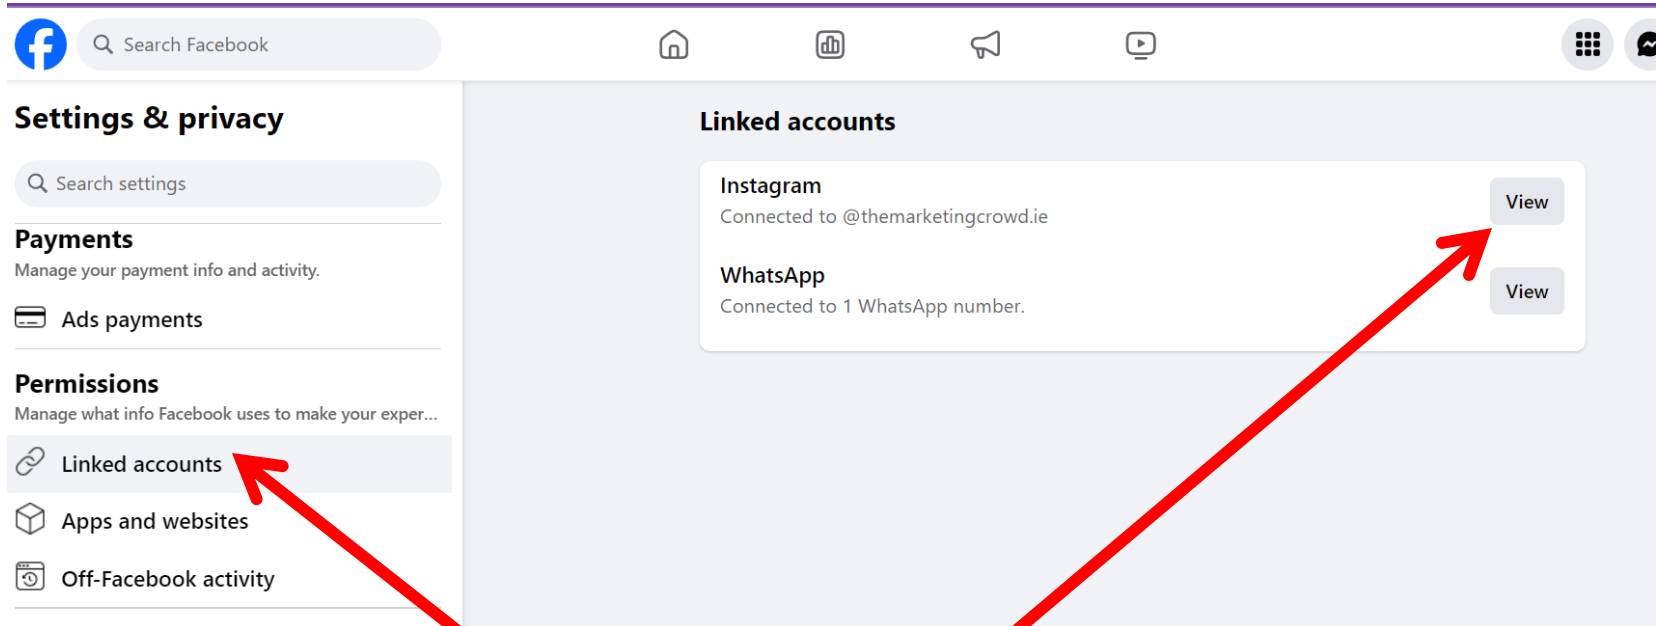 Search Facebook
Settings & privacy
Search settings
Payments
Manage your payment info and activity.
Ads payments
Permissions
Manage what info Facebook uses to make your exper...
Linked accounts
Apps and websites
Off-Facebook activity
Linked accounts
Instagram
Connected to @themarketingcrowd.ie
View
WhatsApp
Connected to 1 WhatsApp number.
View